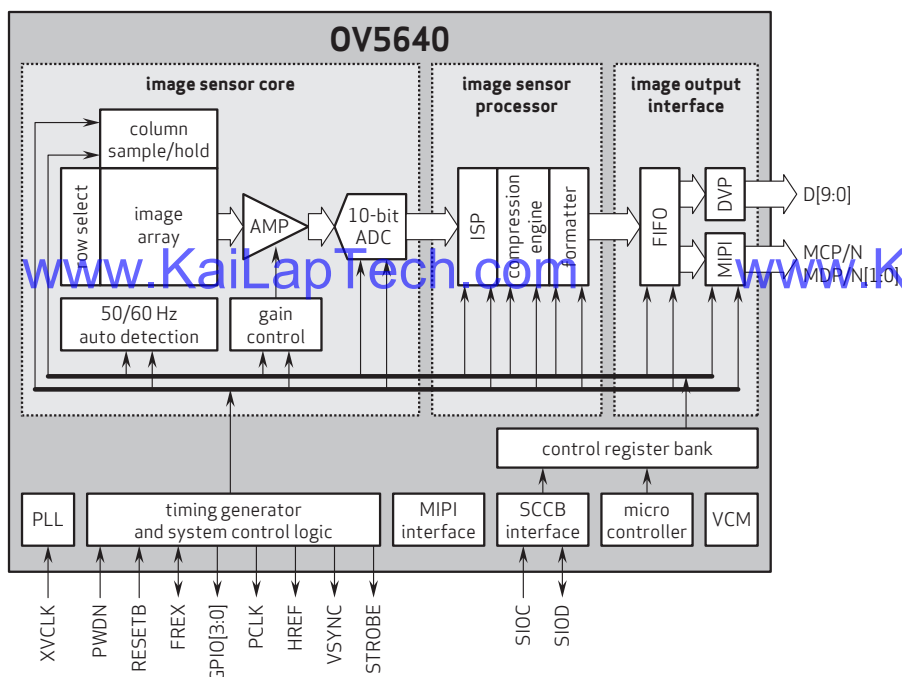 OV5640
image sensor core
image sensor
processor
image output
interface
column
sample/hold
row select
image
array
AMP
10-bit
ADC
ISP
compression
engine
formatter
FIFO
DVP
MIPI
D[9:0]
MCP/N
MDP/N[1:0]
www.KaiLapTech.com
www.K
50/60 Hz
auto detection
gain
control
control register bank
PLL
timing generator
and system control logic
MIPI
interface
SCCB
interface
micro
controller
VCM
XVCLK
PWDN
RESETB
FREX
GPIO[3:0]
PCLK
HREF
VSYNC
STROBE
SIOC
SIOD